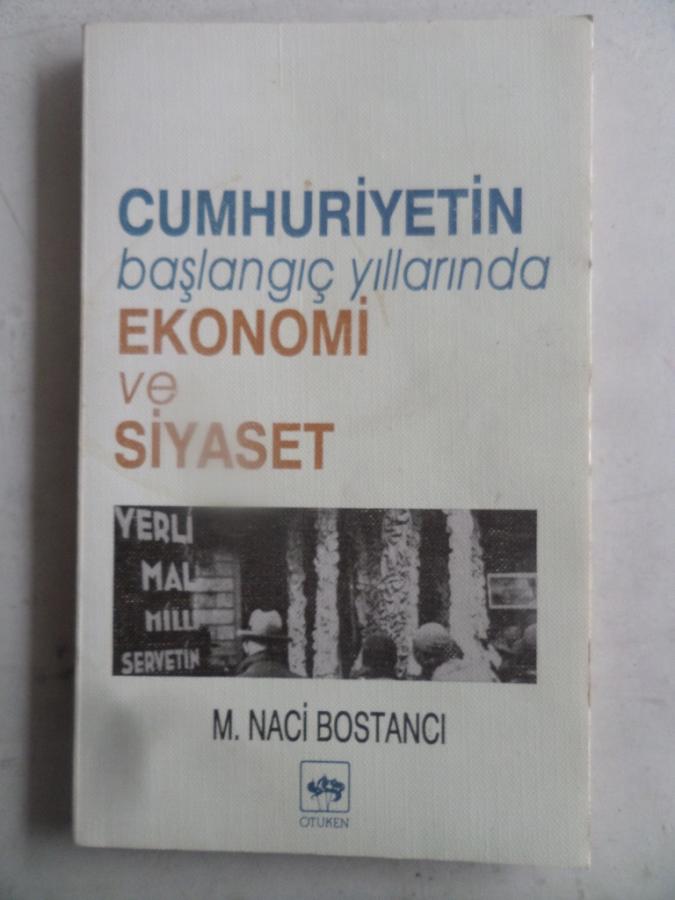 CUMHURİYETİN
başlangıç yıllarında
EKONOMİ
ve
SİYASET
YERLİ
MAL
MİLLİ
SERVETİN
M. NACİ BOSTANCI
ÖTÜKEN